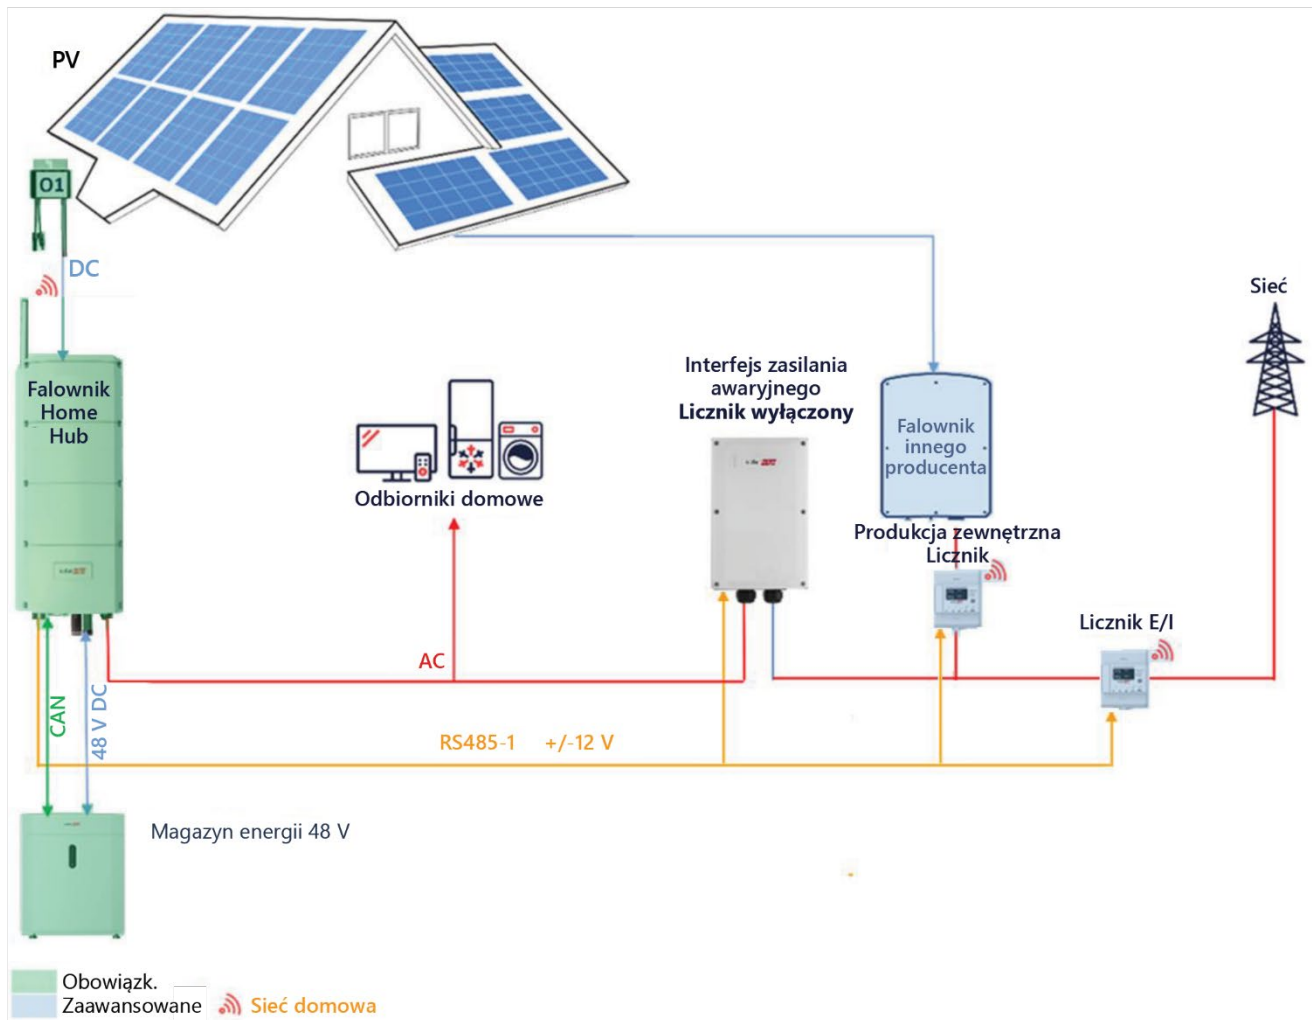 PV
O1
DC
Sieć
Falownik
Home
Hub
Interfejs zasilania
awaryjnego
Licznik wyłączony
Falownik
innego
producenta
Odbiorniki domowe
Produkcja zewnętrzna
Licznik
Licznik E/I
AC
CAN
48 V DC
RS485-1 +/-12 V
Magazyn energii 48 V
Obowiązk.
Zaawansowane
Sieć domowa